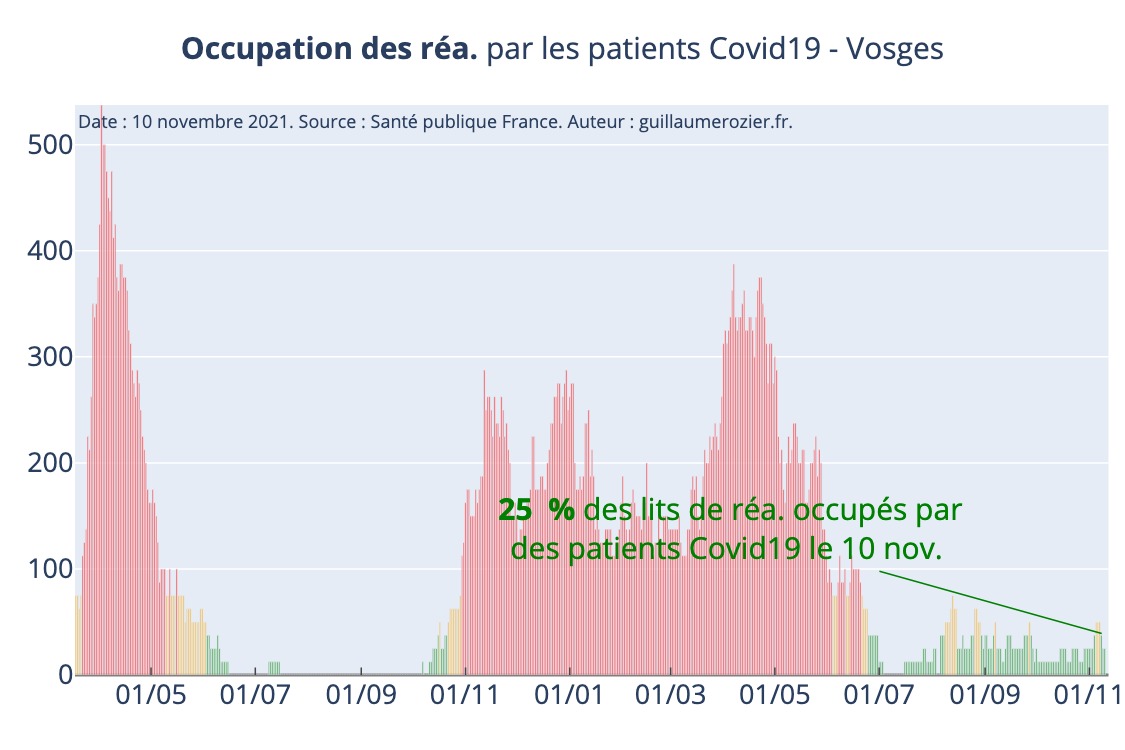 Occupation des réa. par les patients Covid19 - Vosges
Date : 10 novembre 2021. Source : Santé publique France. Auteur : guillaumerozier.fr.
500
400
300
200
25 % des lits de réa. occupés par
des patients Covid19 le 10 nov.
100
0
01/05 01/07 01/09 01/11 01/01 01/03 01/05 01/07 01/09 01/11